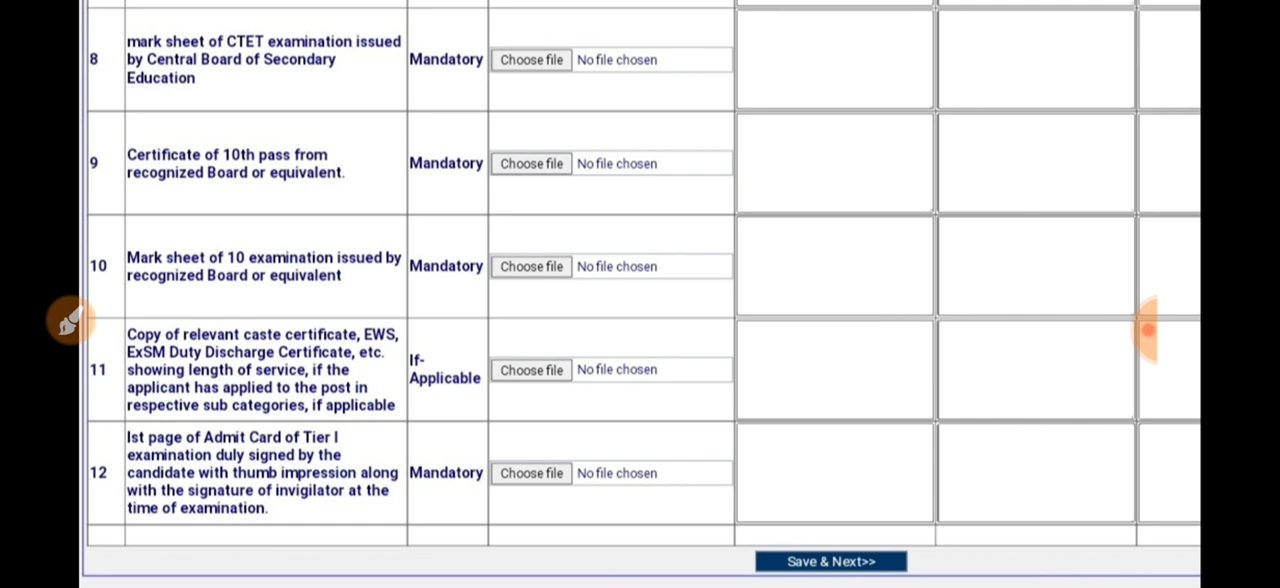 8
mark sheet of CTET examination issued
by Central Board of Secondary
Education
Mandatory
Choose file No file chosen
9
Certificate of 10th pass from
recognized Board or equivalent.
Mandatory
Choose file No file chosen
10
Mark sheet of 10 examination issued by
recognized Board or equivalent
Mandatory
Choose file No file chosen
11
Copy of relevant caste certificate, EWS,
ExSM Duty Discharge Certificate, etc.
showing length of service, if the
applicant has applied to the post in
respective sub categories, if applicable
If-
Applicable
Choose file No file chosen
12
Ist page of Admit Card of Tier I
examination duly signed by the
candidate with thumb impression along
with the signature of invigilator at the
time of examination.
Mandatory
Choose file No file chosen
Save & Next>>